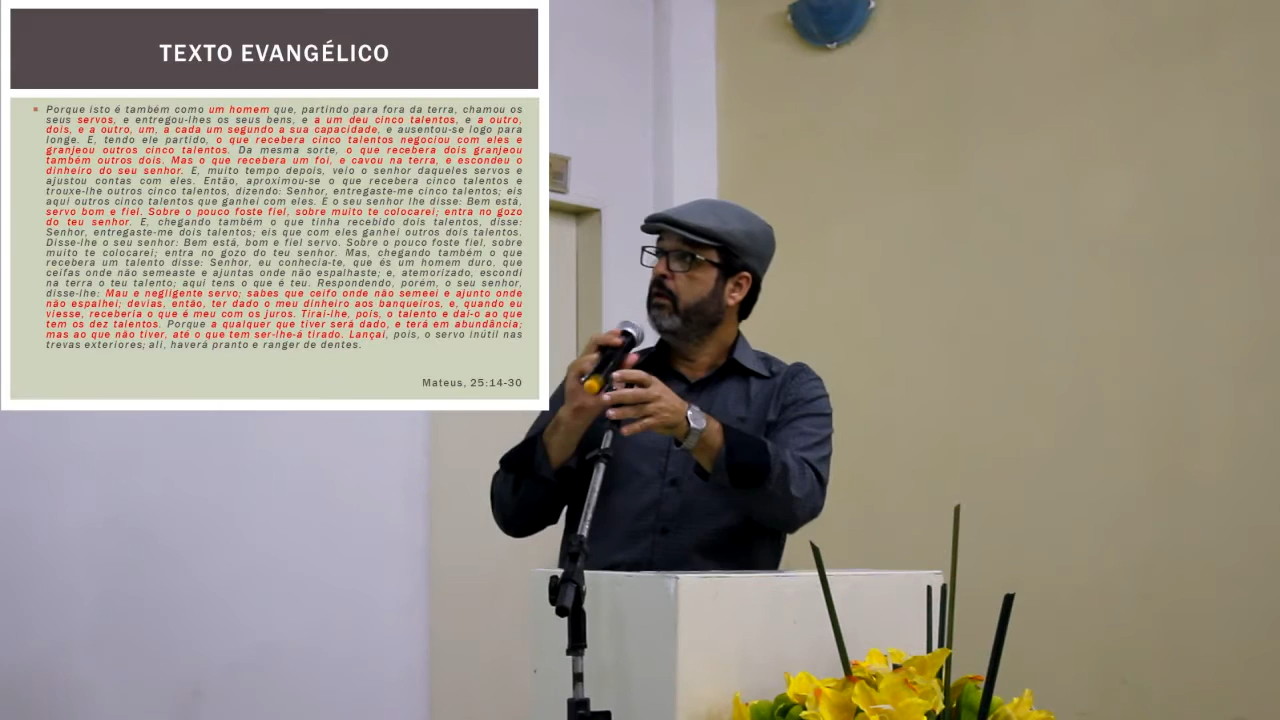 TEXTO EVANGÉLICO
Porque isto é também como um homem que, partindo para fora da terra, chamou os
seus servos, e entregou-lhes os seus bens, e a um deu cinco talentos, e a outro,
dois, e a outro, um, a cada um segundo a sua capacidade, e ausentou-se logo para
longe. E, tendo ele partido, o que recebera cinco talentos negociou com eles e
granjeou outros cinco talentos. Da mesma sorte, o que recebera dois granjeou
também outros dois. Mas o que recebera um foi, e cavou na terra, e escondeu o
dinheiro do seu senhor. E, muito tempo depois, veio o senhor daqueles servos e
ajustou contas com eles. Então, aproximou-se o que recebera cinco talentos e
trouxe-lhe outros cinco talentos, dizendo: Senhor, entregaste-me cinco talentos; eis
aqui outros cinco talentos que ganhei com eles. E o seu senhor lhe disse: Bem está,
servo bom e fiel. Sobre o pouco foste fiel, sobre muito te colocarei; entra no gozo
do teu senhor. E, chegando também o que tinha recebido dois talentos, disse:
Senhor, entregaste-me dois talentos; eis que com eles ganhei outros dois talentos.
Disse-lhe o seu senhor: Bem está, bom e fiel servo. Sobre o pouco foste fiel, sobre
muito te colocarei; entra no gozo do teu senhor. Mas, chegando também o que
recebera um talento disse: Senhor, eu conhecia-te, que és um homem duro, que
ceifas onde não semeaste e ajuntas onde não espalhaste; e, atemorizado, escondi
na terra o teu talento; aqui tens o que é teu. Respondendo, porém, o seu senhor,
disse-lhe: Mau e negligente servo; sabes que ceifo onde não semeei e ajunto onde
não espalhei; devias, então, ter dado o meu dinheiro aos banqueiros, e, quando eu
viesse, receberia o que é meu com os juros. Tirai-lhe, pois, o talento e dai-o ao que
tem os dez talentos. Porque a qualquer que tiver será dado, e terá em abundância;
mas ao que não tiver, até o que tem ser-lhe-á tirado. Lançai, pois, o servo inútil nas
trevas exteriores; ali, haverá pranto e ranger de dentes.
Mateus, 25:14-30